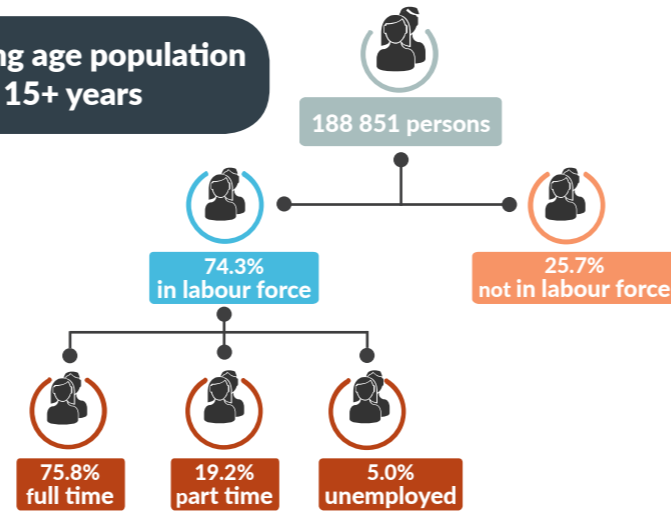 age population
15+ years
188 851 persons
74.3%
in labour force
25.7%
not in labour force
75.8%
full time
19.2%
part time
5.0%
unemployed